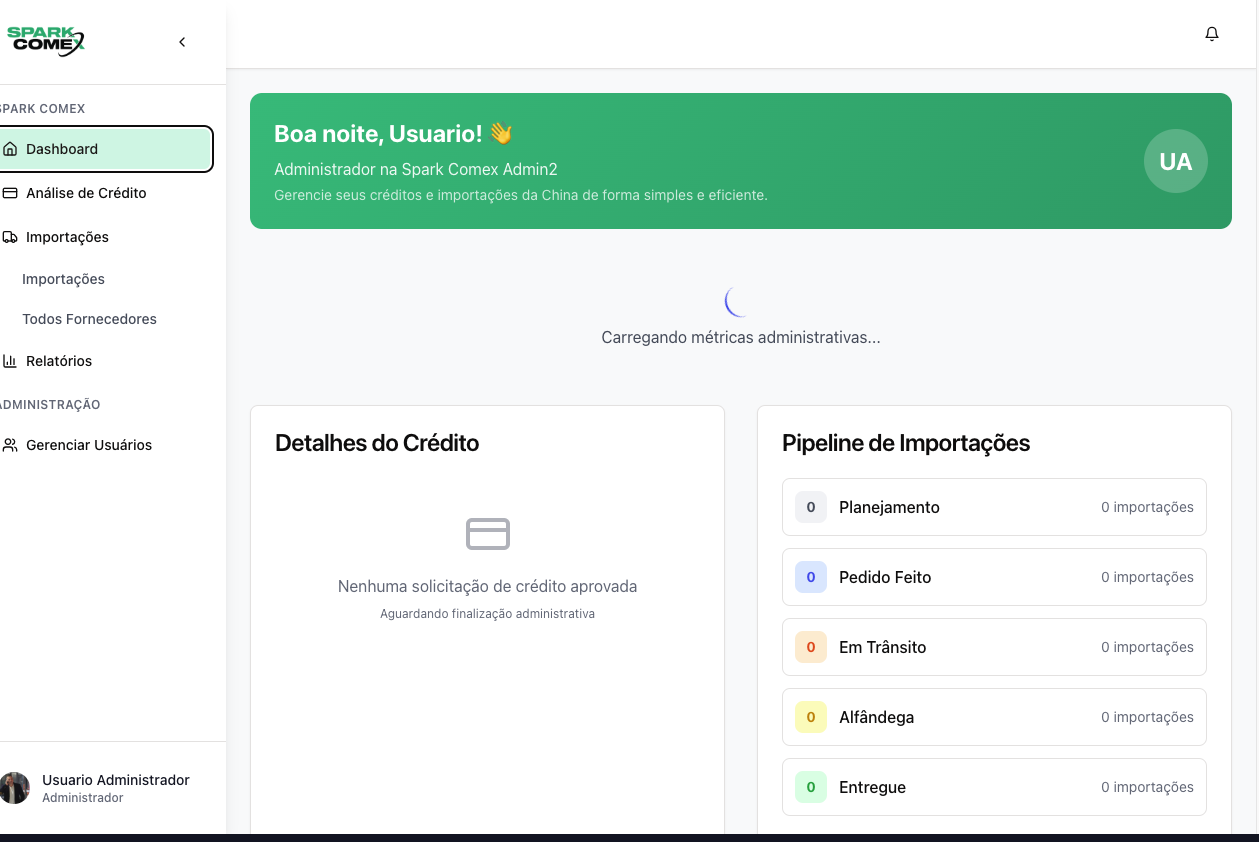 SPARK
COMEX
SPARK COMEX
Dashboard
Análise de Crédito
Importações
Importações
Todos Fornecedores
Relatórios
ADMINISTRAÇÃO
Gerenciar Usuários
Usuario Administrador
Administrador
Boa noite, Usuario! 👋
Administrador na Spark Comex Admin2
Gerencie seus créditos e importações da China de forma simples e eficiente.
UA
Carregando métricas administrativas...
Detalhes do Crédito
Nenhuma solicitação de crédito aprovada
Aguardando finalização administrativa
Pipeline de Importações
0 Planejamento 0 importações
0 Pedido Feito 0 importações
0 Em Trânsito 0 importações
0 Alfândega 0 importações
0 Entregue 0 importações